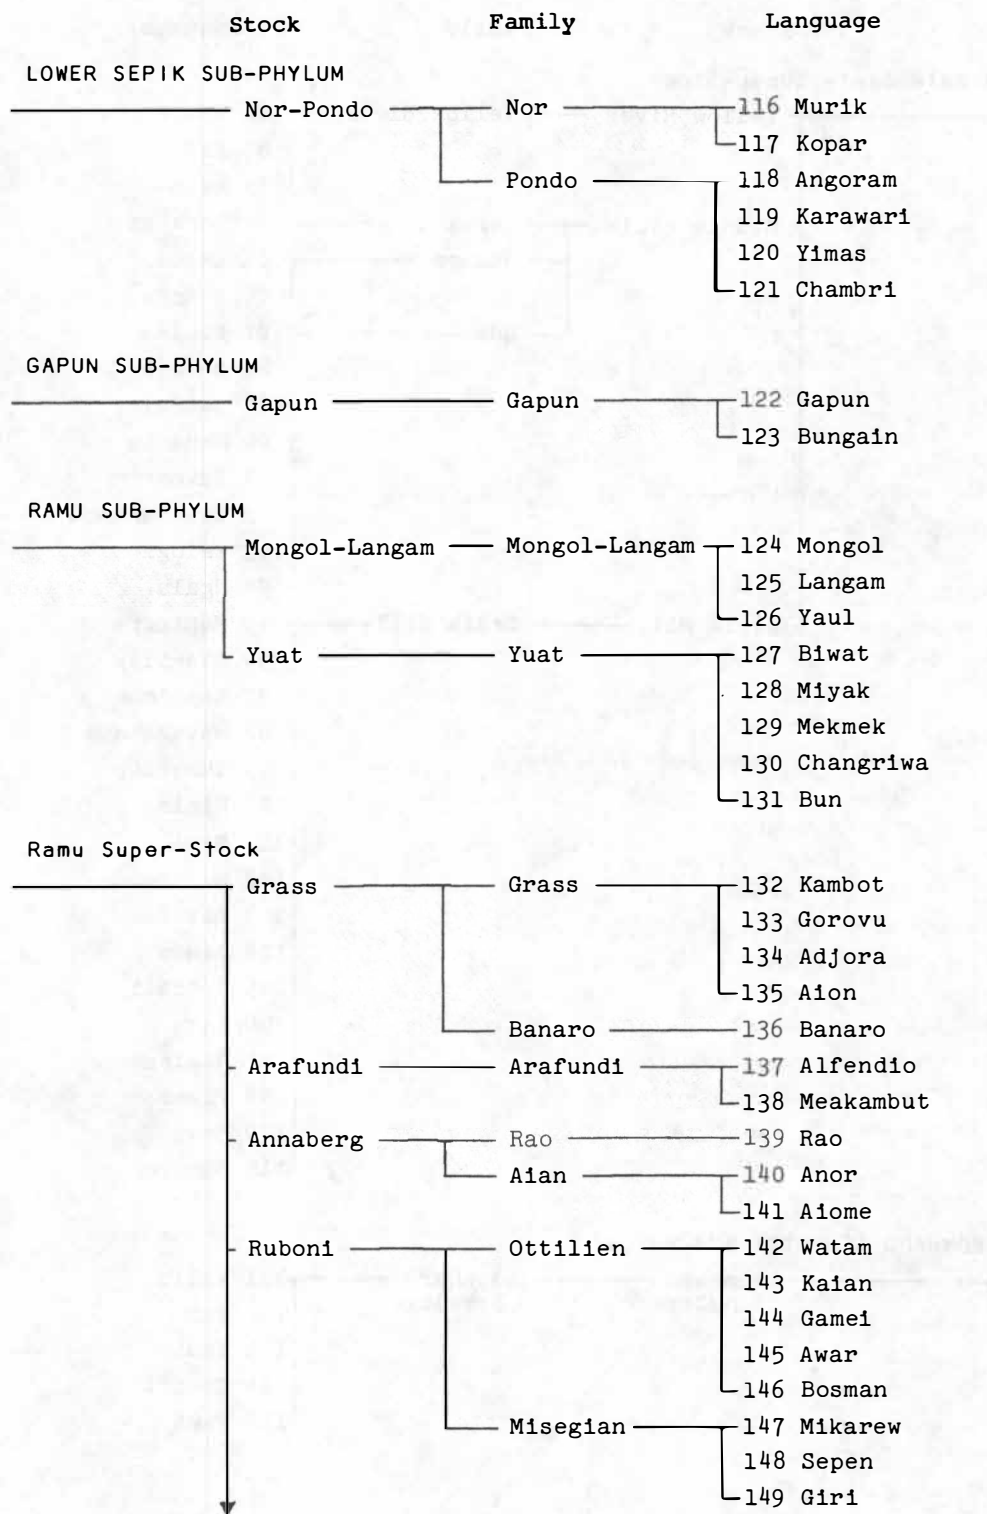 Stock Family Language
LOWER SEPIK SUB-PHYLUM
Nor-Pondo Nor 116 Murik
117 Kopar
Pondo 118 Angoram
119 Karawari
120 Yimas
121 Chambri
GAPUN SUB-PHYLUM
Gapun Gapun 122 Gapun
123 Bungain
RAMU SUB-PHYLUM
Mongol-Langam Mongol-Langam 124 Mongol
125 Langam
126 Yaul
Yuat Yuat 127 Biwat
128 Miyak
129 Mekmek
130 Changriwa
131 Bun
Ramu Super-Stock
Grass Grass 132 Kambot
133 Gorovu
134 Adjora
135 Aion
Banaro 136 Banaro
Arafundi Arafundi 137 Alfendio
138 Meakambut
Annaberg Rao 139 Rao
Aian 140 Anor
141 Aiome
Ruboni Ottilien 142 Watam
143 Kaian
144 Gamei
145 Awar
146 Bosman
Misegian 147 Mikarew
148 Sepen
149 Giri